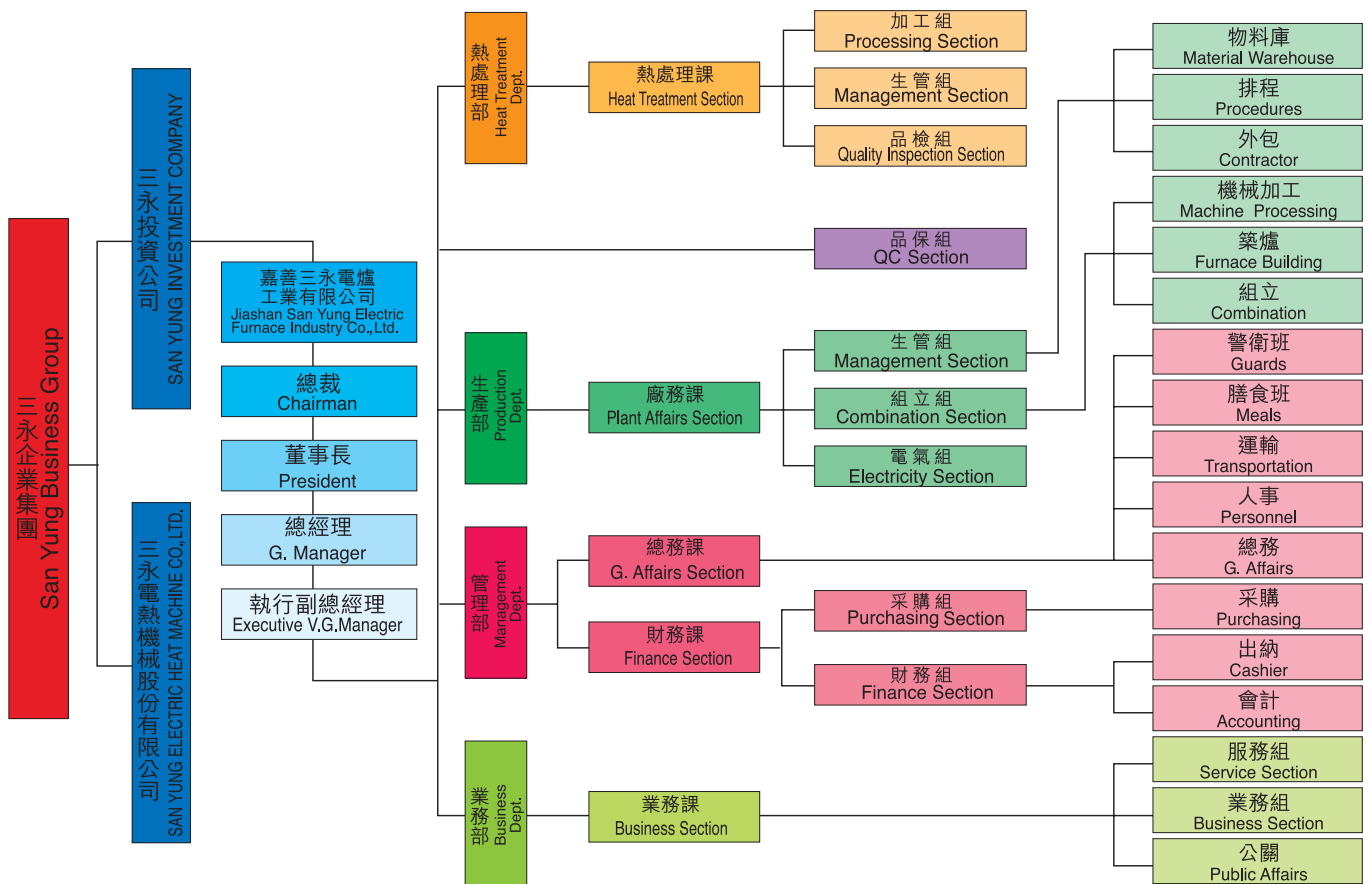 三永企業集團
San Yung Business Group
三永投資公司
SAN YUNG INVESTMENT COMPANY
三永電熱機械股份有限公司
SAN YUNG ELECTRIC HEAT MACHINE CO.,LTD.
嘉善三永電爐
工業有限公司
Jiashan San Yung Electric
Furnace Industry Co.,Ltd.
總裁
Chairman
董事長
President
總經理
G. Manager
執行副總經理
Executive V.G.Manager
熱處理部
Heat Treatment
Dept.
熱處理課
Heat Treatment Section
加工組
Processing Section
生管組
Management Section
品檢組
Quality Inspection Section
品保組
QC Section
生產部
Production
Dept.
廠務課
Plant Affairs Section
生管組
Management Section
組立組
Combination Section
電氣組
Electricity Section
物料庫
Material Warehouse
排程
Procedures
外包
Contractor
機械加工
Machine Processing
築爐
Furnace Building
組立
Combination
管理部
Management
Dept.
總務課
G. Affairs Section
財務課
Finance Section
采購組
Purchasing Section
財務組
Finance Section
警衛班
Guards
膳食班
Meals
運輸
Transportation
人事
Personnel
總務
G. Affairs
采購
Purchasing
出納
Cashier
會計
Accounting
業務部
Business
Dept.
業務課
Business Section
服務組
Service Section
業務組
Business Section
公關
Public Affairs